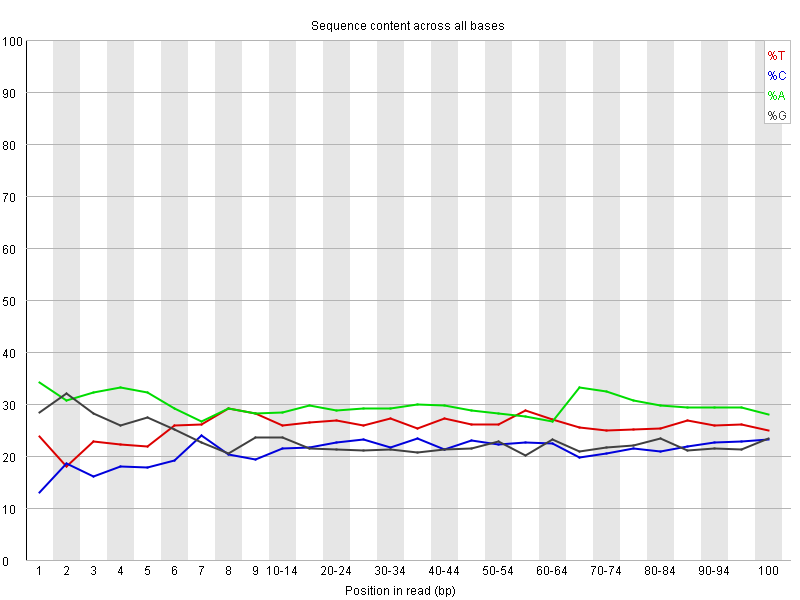 Sequence content across all bases
100
90
80
70
60
50
40
30
20
10
0
%T
%C
%A
%G
1 2 3 4 5 6 7 8 9 10-14 20-24 30-34 40-44 50-54 60-64 70-74 80-84 90-94 100
Position in read (bp)